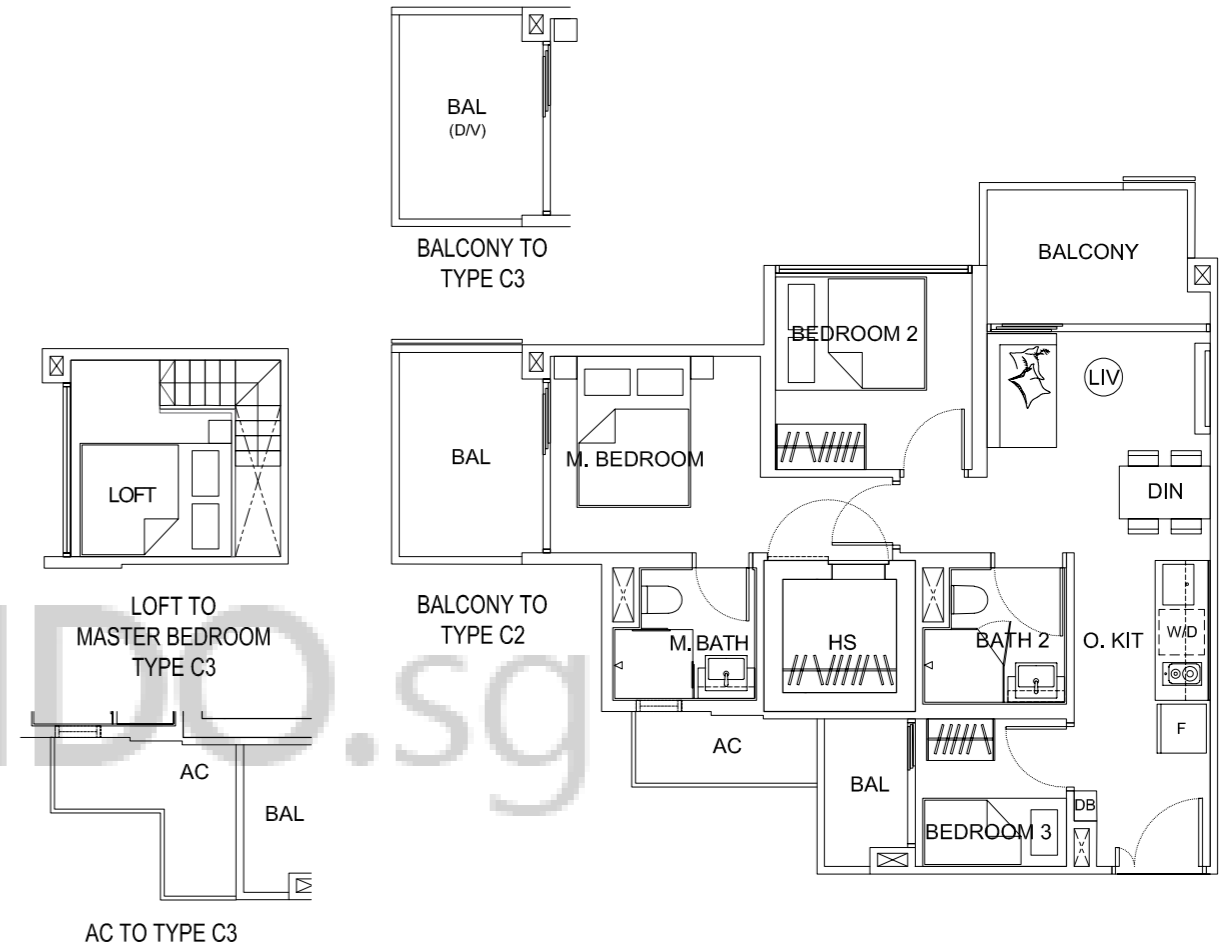 BAL
(D/V)
BALCONY TO
TYPE C3
BALCONY
BEDROOM 2
LIV
BAL
M. BEDROOM
LOFT
DIN
LOFT TO
MASTER BEDROOM
TYPE C3
BALCONY TO
TYPE C2
M. BATH
HS
BATH 2
O. KIT
W/D
F
AC
BAL
DB
BEDROOM 3
AC
BAL
AC TO TYPE C3
DO.sg